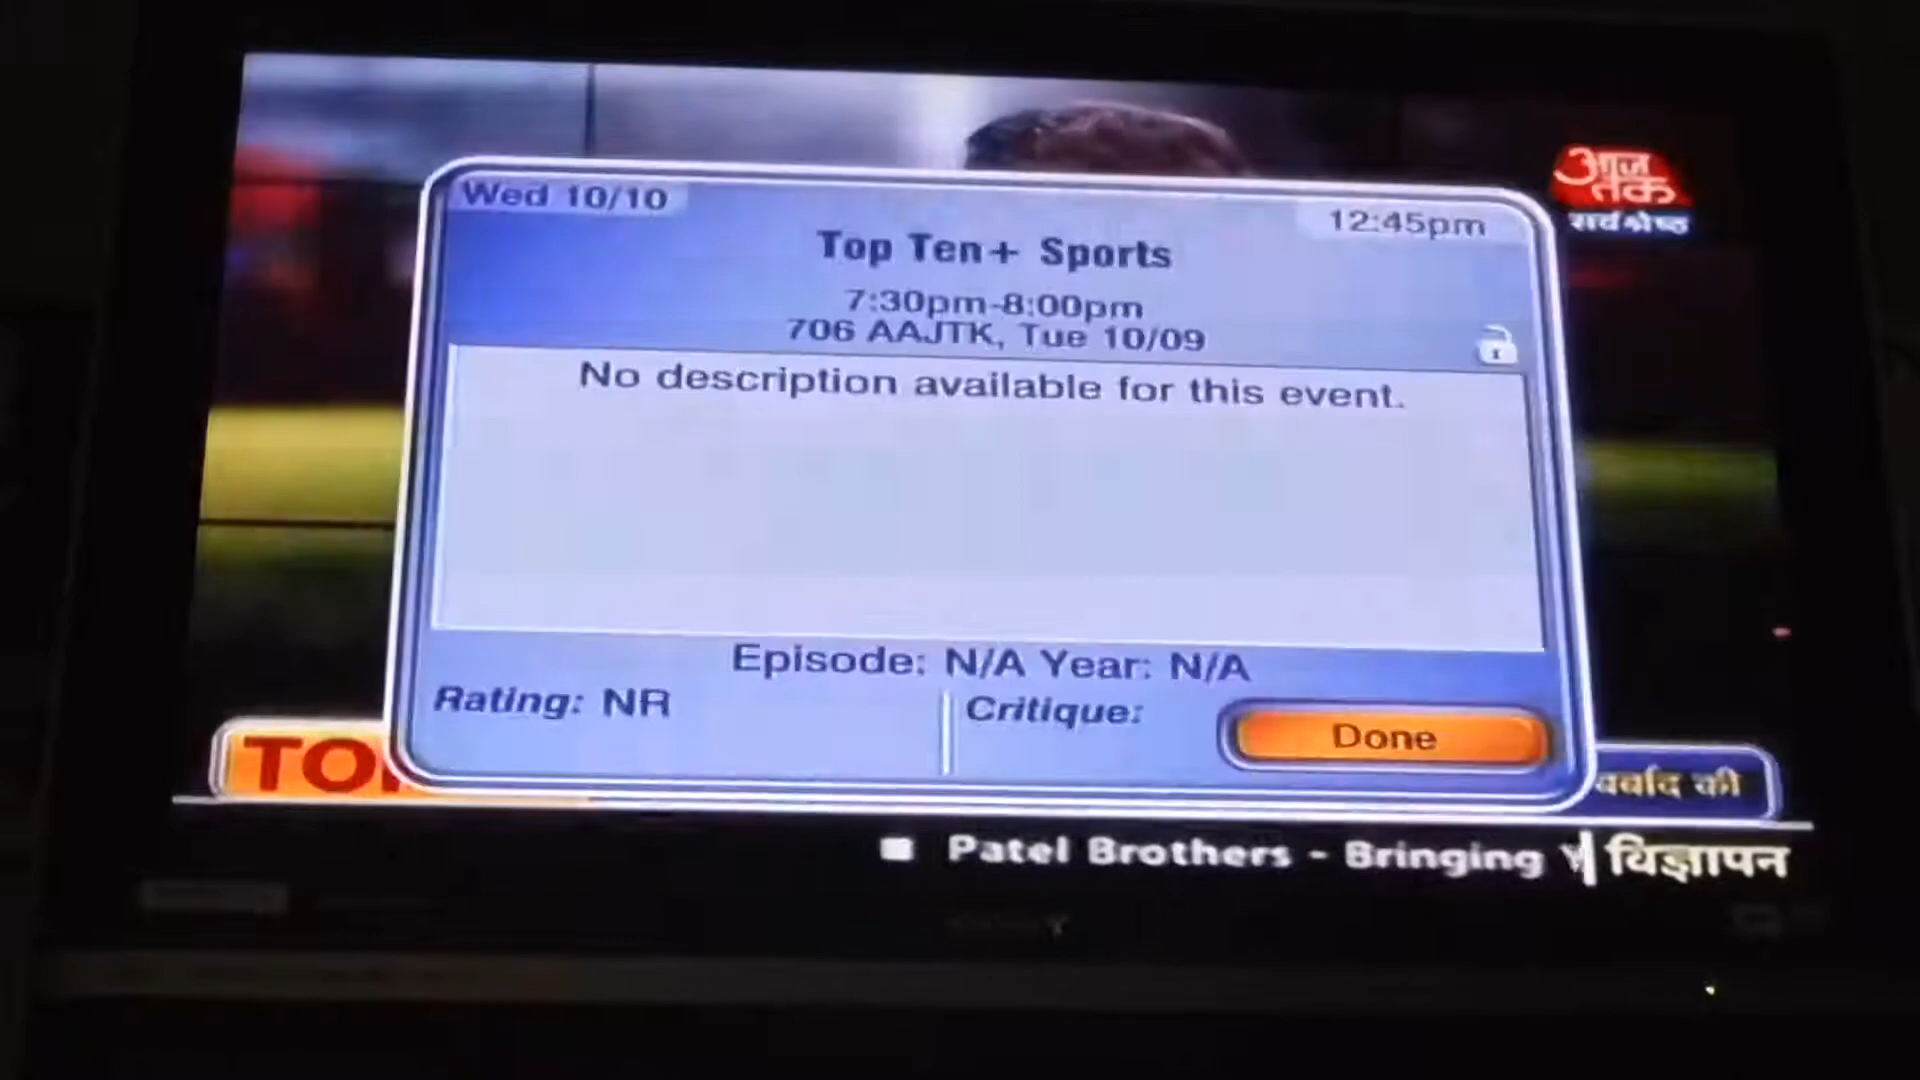 आज
तक
सर्वश्रेष्ठ
Wed 10/10
12:45pm
Top Ten+ Sports
7:30pm-8:00pm
706 AAJTK, Tue 10/09
No description available for this event.
Episode: N/A Year: N/A
Rating: NR
Critique:
Done
TO
बर्बाद की
Patel Brothers - Bringing
विज्ञापन